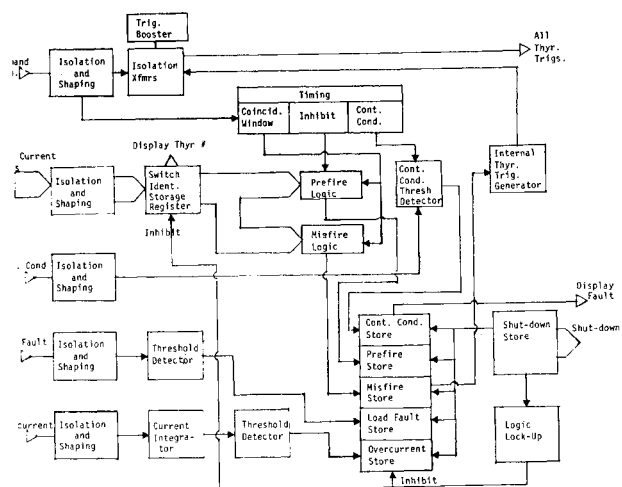 Trig.
Booster
All
Thyr.
Trigs.
Isolation
and
Shaping
Isolation
Xfmrs
Timing
Coincid.
Window
Inhibit
Cont.
Cond.
Current
Display Thyr #
Isolation
and
Shaping
Switch
Ident.
Storage
Register
Inhibit
Prefire
Logic
Misfire
Logic
Cont.
Cond.
Thresh
Detector
Internal
Thyr.
Trig.
Generator
Cond
Isolation
and
Shaping
Display
Fault
Cont. Cond.
Store
Prefire
Store
Misfire
Store
Load Fault
Store
Overcurrent
Store
Inhibit
Shut-down
Store
Shut-down
Logic
Lock-Up
Fault
Isolation
and
Shaping
Threshold
Detector
current
Isolation
and
Shaping
Current
Integra-
tor
Threshold
Detector